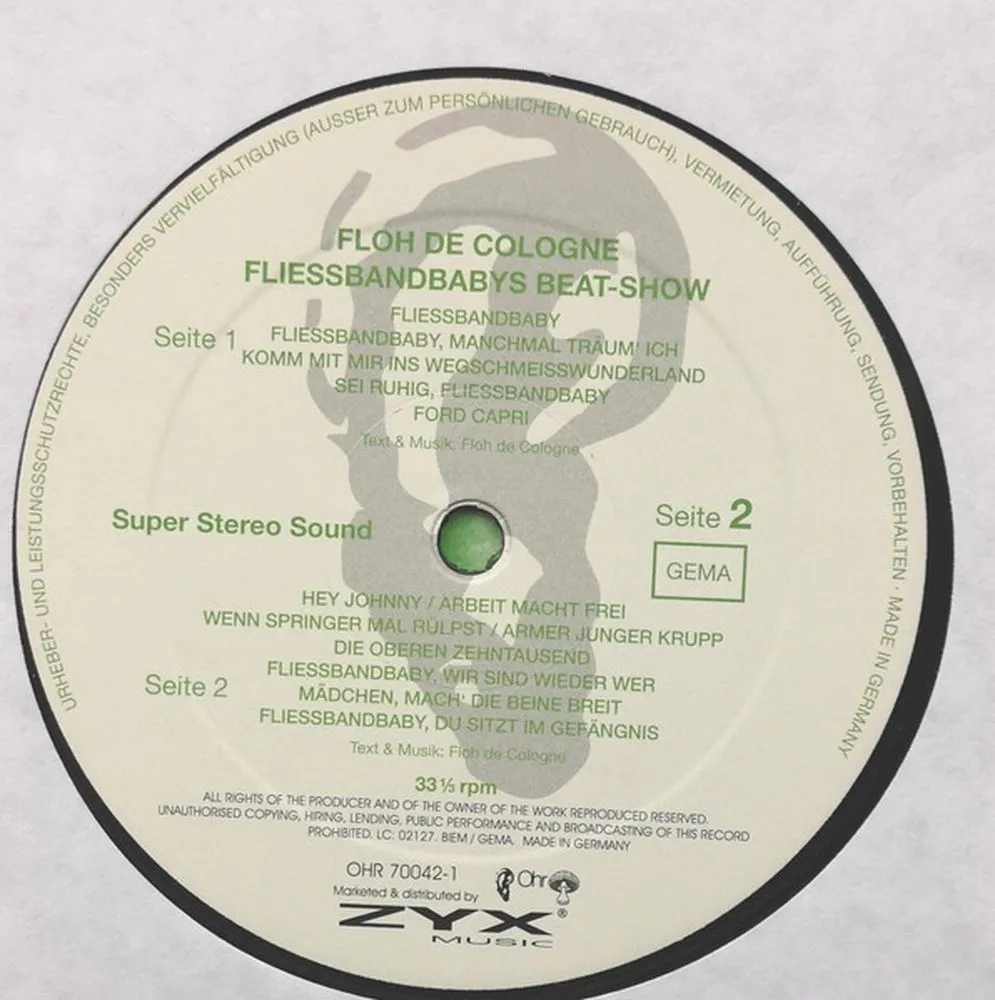 URHEBER- UND LEISTUNGSSCHUTZRECHTE, BESONDERS VERVIELFÄLTIGUNG (AUSSER ZUM PERSÖNLICHEN GEBRAUCH), VERMIETUNG, AUFFÜHRUNG, SENDUNG, VORBEHALTEN · MADE IN GERMANY
FLOH DE COLOGNE
FLIESSBANDBABYS BEAT-SHOW
Seite 1
FLIESSBANDBABY
FLIESSBANDBABY, MANCHMAL TRÄUM' ICH
KOMM MIT MIR INS WEGSCHMEISSWUNDERLAND
SEI RUHIG, FLIESSBANDBABY
FORD CAPRI
Text & Musik: Floh de Cologne
Super Stereo Sound
Seite 2
GEMA
HEY JOHNNY / ARBEIT MACHT FREI
WENN SPRINGER MAL RÜLPST / ARMER JUNGER KRUPP
DIE OBEREN ZEHNTAUSEND
Seite 2
FLIESSBANDBABY, WIR SIND WIEDER WER
MÄDCHEN, MACH' DIE BEINE BREIT
FLIESSBANDBABY, DU SITZT IM GEFÄNGNIS
Text & Musik: Floh de Cologne
33⅓ rpm
ALL RIGHTS OF THE PRODUCER AND OF THE OWNER OF THE WORK REPRODUCED RESERVED.
UNAUTHORISED COPYING, HIRING, LENDING, PUBLIC PERFORMANCE AND BROADCASTING OF THIS RECORD
PROHIBITED. LC: 02127. BIEM / GEMA. MADE IN GERMANY
OHR 70042-1
Ohr
Marketed & distributed by
ZYX®
MUSIC